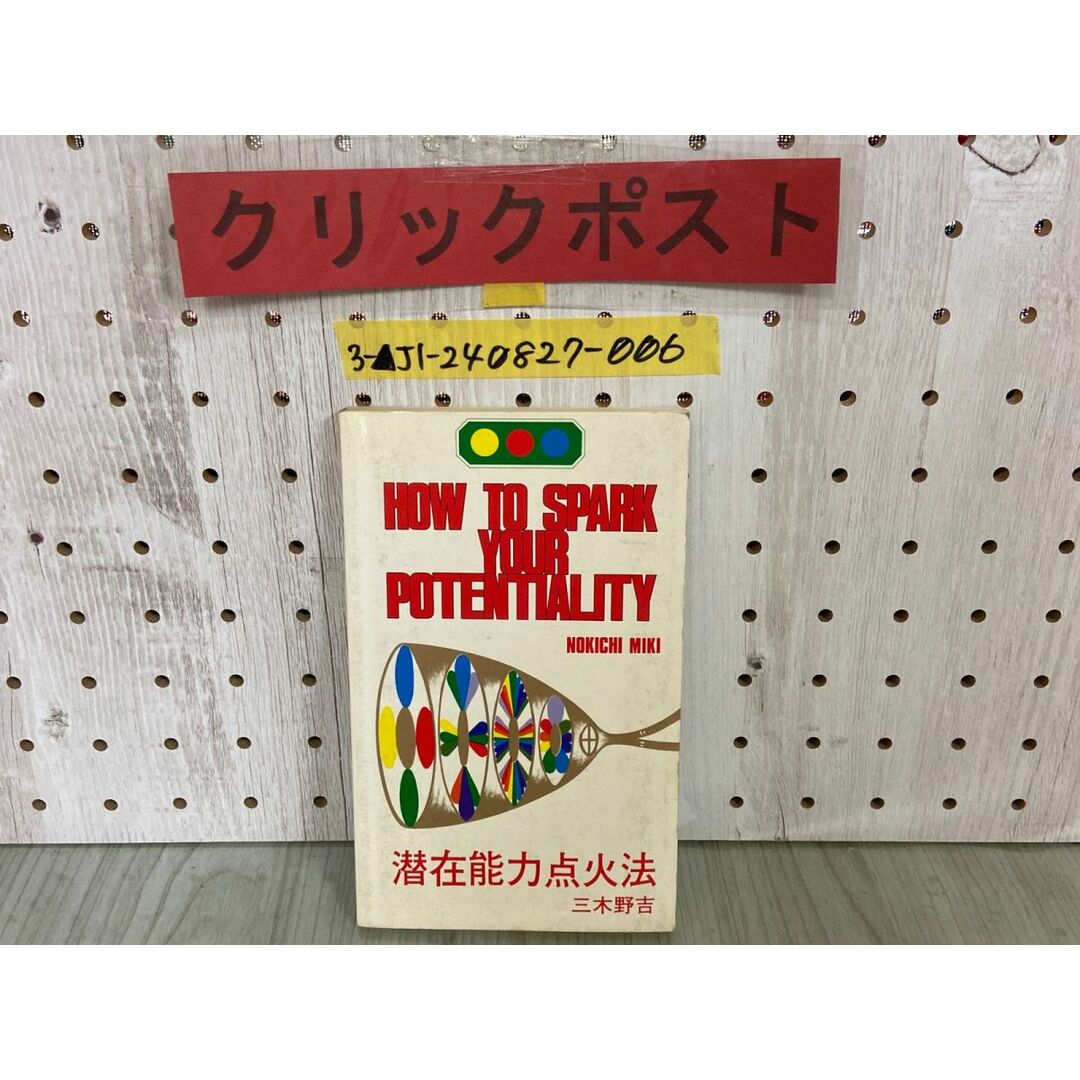 クリックポスト
3-▲J1-240827-006
HOW TO SPARK
YOUR
POTENTIALITY
NOKICHI MIKI
潜在能力点火法
三木野吉